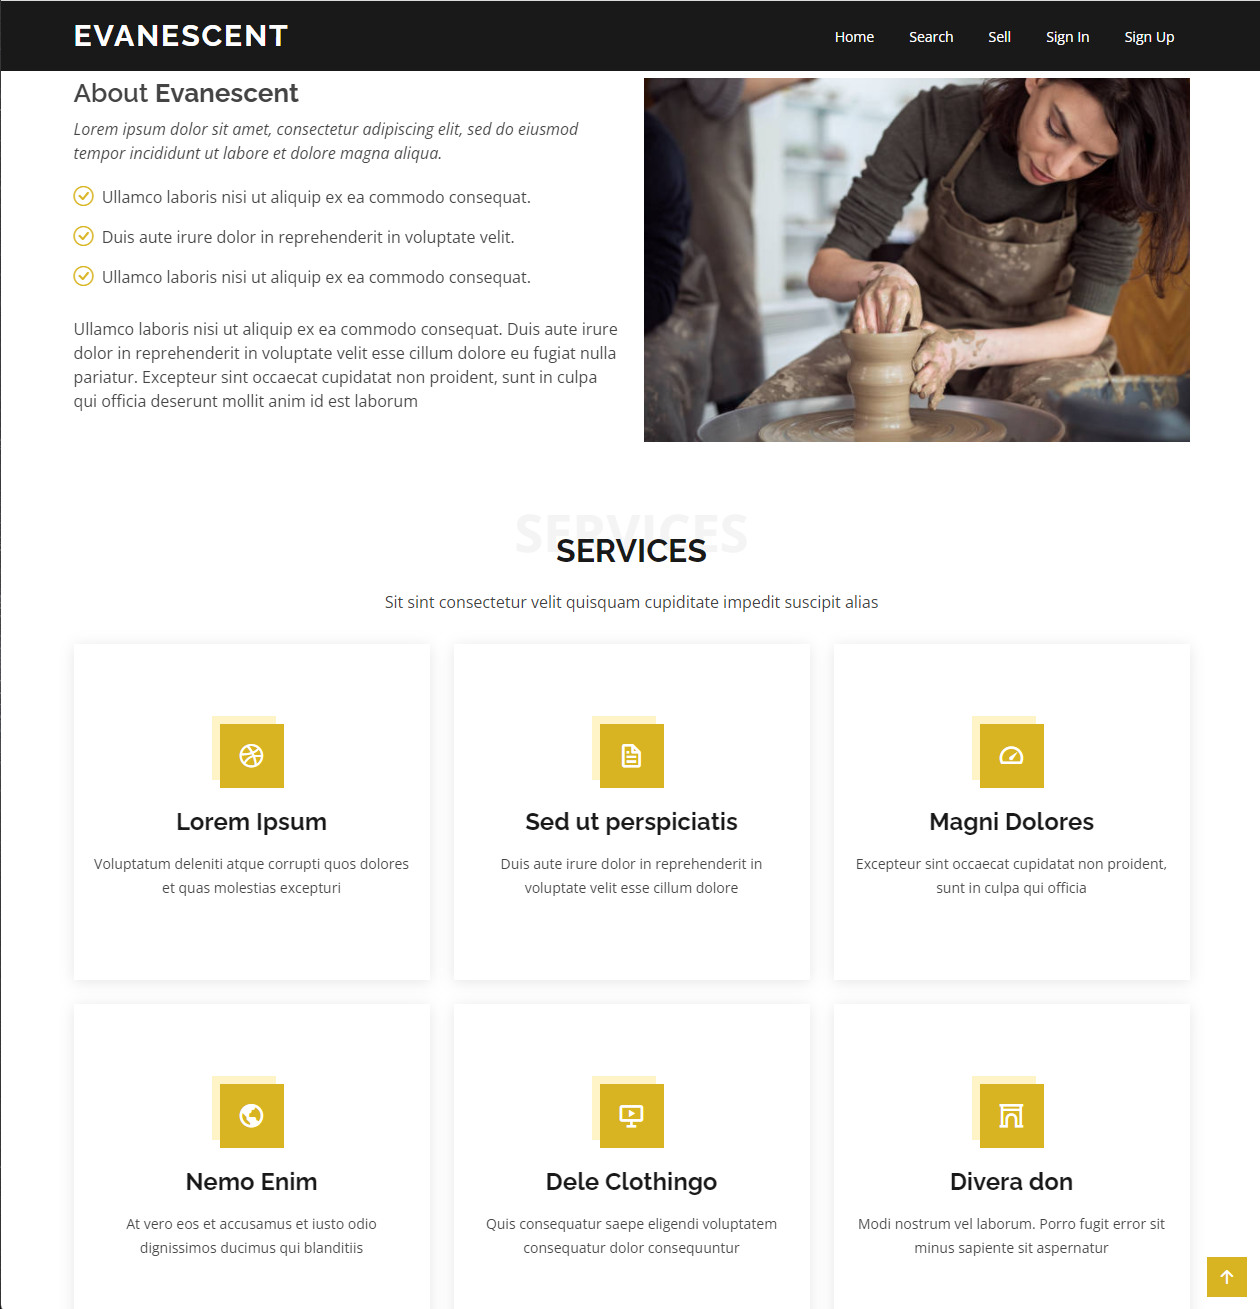 EVANESCENT
Home Search Sell Sign In Sign Up
About Evanescent
Lorem ipsum dolor sit amet, consectetur adipiscing elit, sed do eiusmod
tempor incididunt ut labore et dolore magna aliqua.
Ullamco laboris nisi ut aliquip ex ea commodo consequat.
Duis aute irure dolor in reprehenderit in voluptate velit.
Ullamco laboris nisi ut aliquip ex ea commodo consequat.
Ullamco laboris nisi ut aliquip ex ea commodo consequat. Duis aute irure
dolor in reprehenderit in voluptate velit esse cillum dolore eu fugiat nulla
pariatur. Excepteur sint occaecat cupidatat non proident, sunt in culpa
qui officia deserunt mollit anim id est laborum
SERVICES
SERVICES
Sit sint consectetur velit quisquam cupiditate impedit suscipit alias
Lorem Ipsum
Voluptatum deleniti atque corrupti quos dolores
et quas molestias excepturi
Sed ut perspiciatis
Duis aute irure dolor in reprehenderit in
voluptate velit esse cillum dolore
Magni Dolores
Excepteur sint occaecat cupidatat non proident,
sunt in culpa qui officia
Nemo Enim
At vero eos et accusamus et iusto odio
dignissimos ducimus qui blanditiis
Dele Clothingo
Quis consequatur saepe eligendi voluptatem
consequatur dolor consequuntur
Divera don
Modi nostrum vel laborum. Porro fugit error sit
minus sapiente sit aspernatur